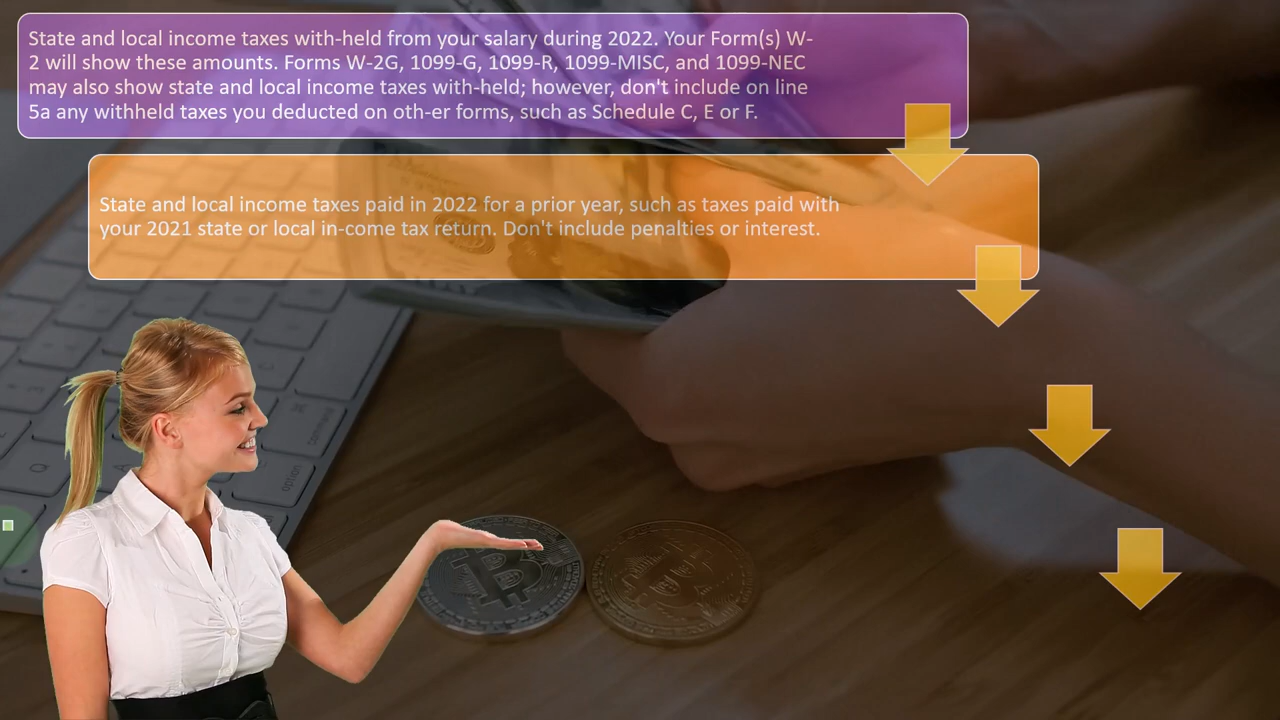 State and local income taxes with-held from your salary during 2022. Your Form(s) W-
2 will show these amounts. Forms W-2G, 1099-G, 1099-R, 1099-MISC, and 1099-NEC
may also show state and local income taxes with-held; however, don't include on line
5a any withheld taxes you deducted on oth-er forms, such as Schedule C, E or F.
State and local income taxes paid in 2022 for a prior year, such as taxes paid with
your 2021 state or local in-come tax return. Don't include penalties or interest.
command
option